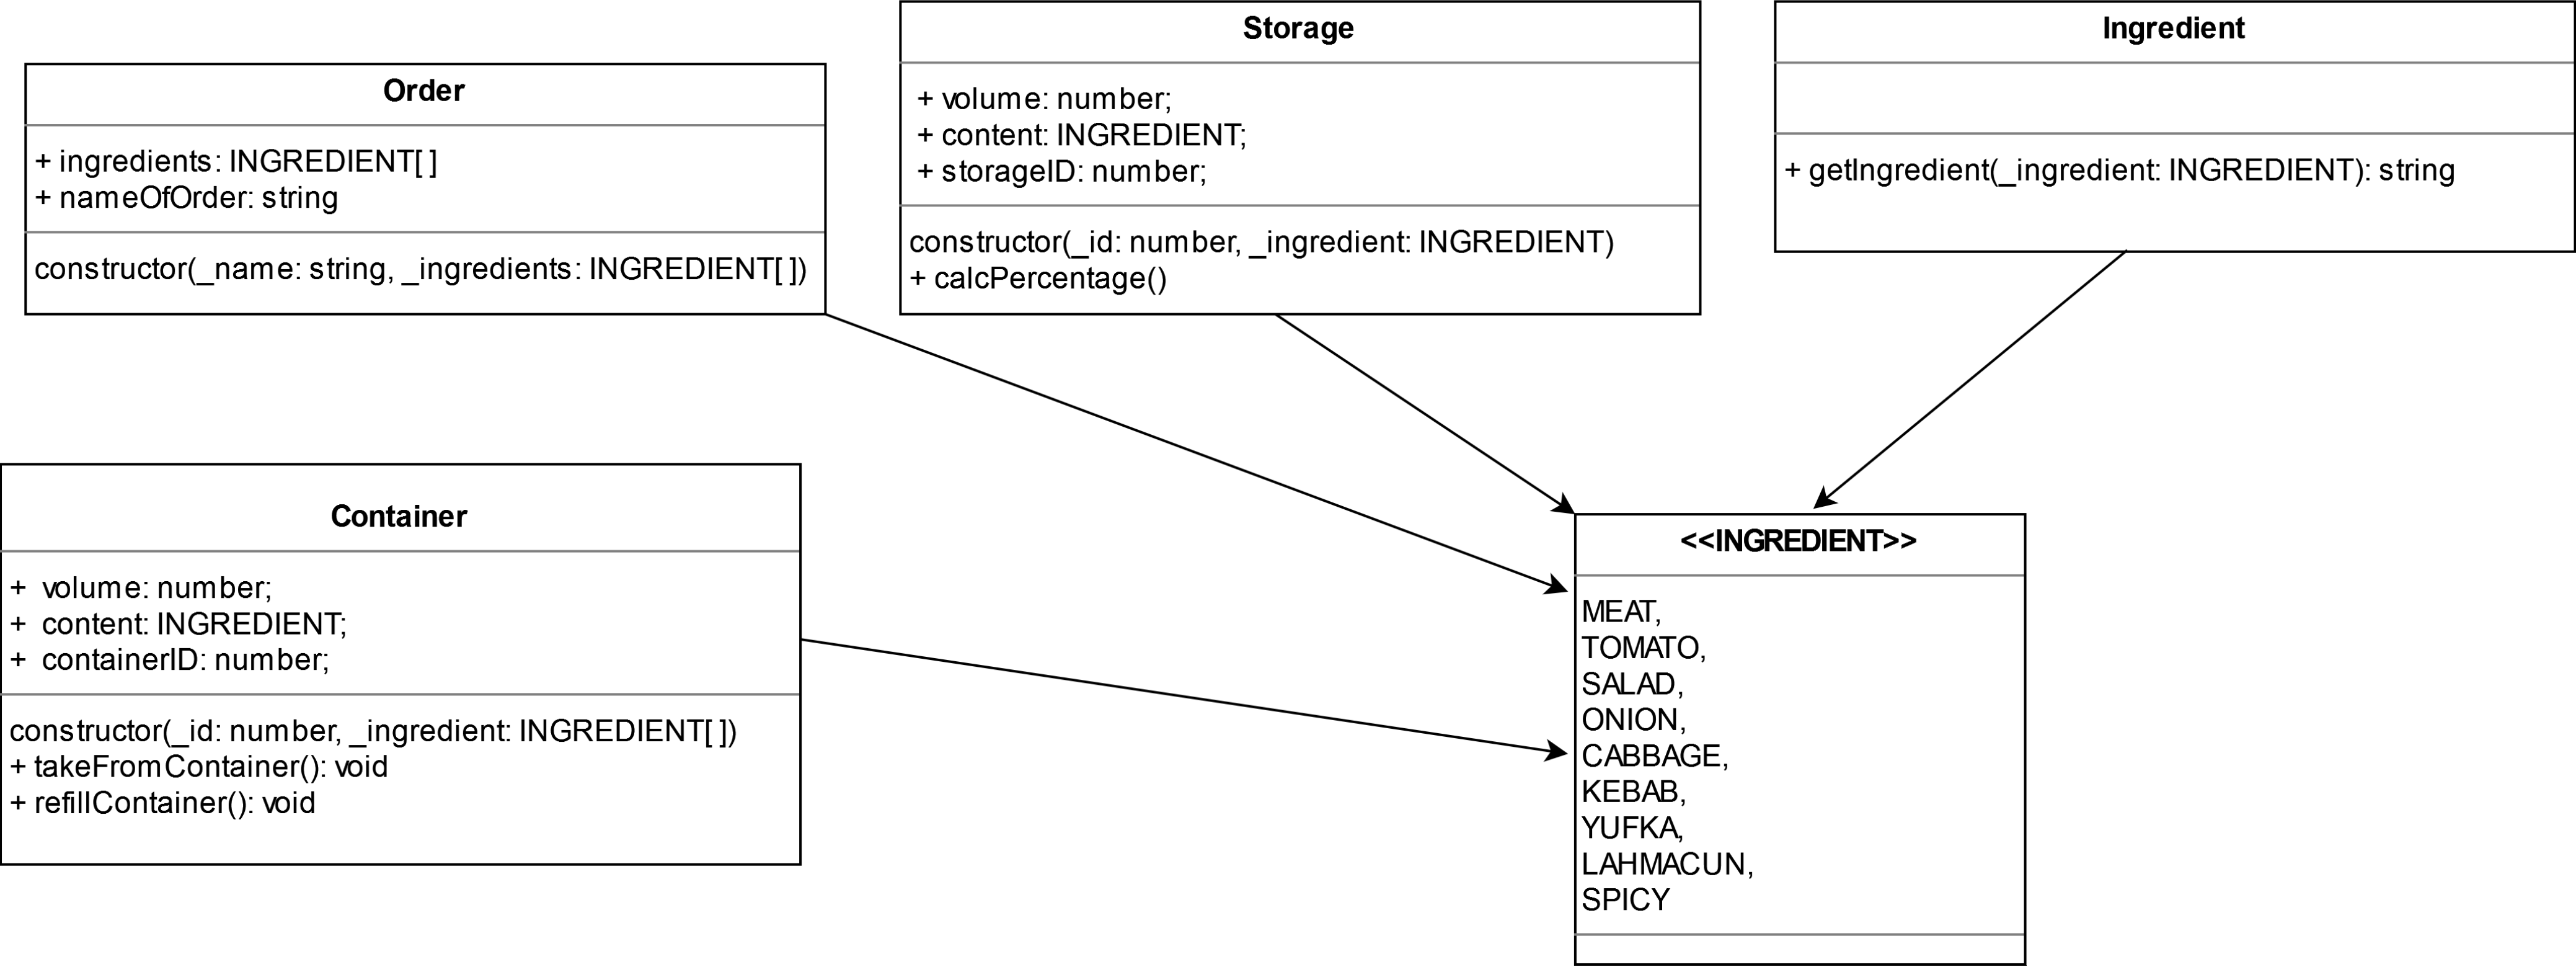 Order
+ ingredients: INGREDIENT[ ]
+ nameOfOrder: string
constructor(_name: string, _ingredients: INGREDIENT[ ])
Storage
+ volume: number;
+ content: INGREDIENT;
+ storageID: number;
constructor(_id: number, _ingredient: INGREDIENT)
+ calcPercentage()
Ingredient
+ getIngredient(_ingredient: INGREDIENT): string
Container
+ volume: number;
+ content: INGREDIENT;
+ containerID: number;
constructor(_id: number, _ingredient: INGREDIENT[ ])
+ takeFromContainer(): void
+ refillContainer(): void
<<INGREDIENT>>
MEAT,
TOMATO,
SALAD,
ONION,
CABBAGE,
KEBAB,
YUFKA,
LAHMACUN,
SPICY